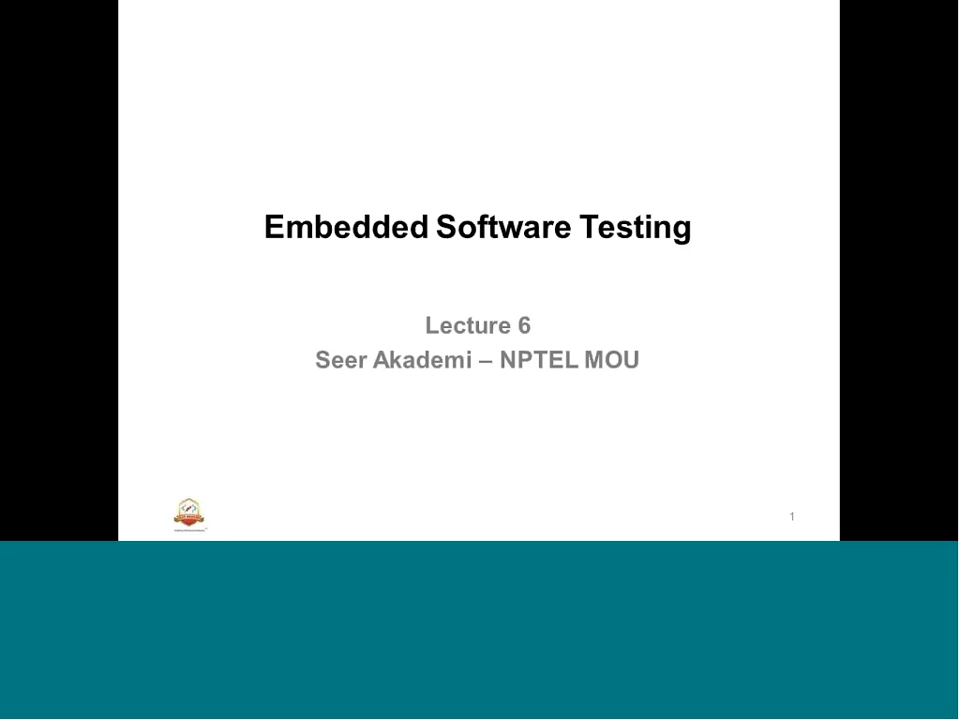 Embedded Software Testing
Lecture 6
Seer Akademi – NPTEL MOU
1